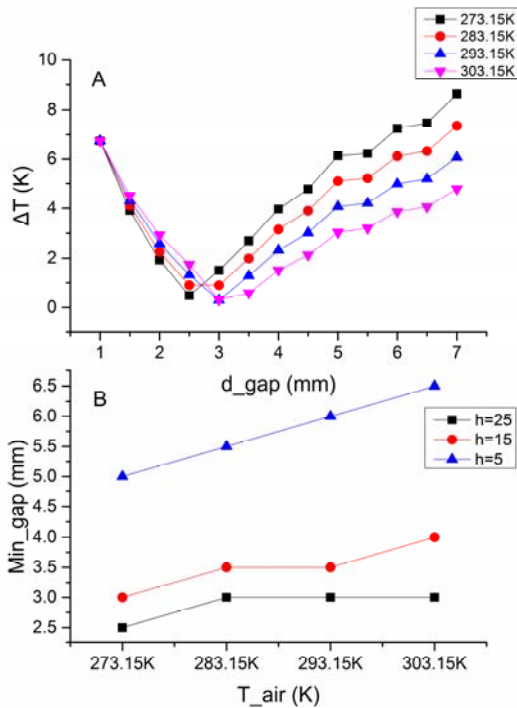 273.15K
283.15K
293.15K
303.15K
A
10
8
6
4
2
0
ΔT (K)
1 2 3 4 5 6 7
d_gap (mm)
B
6.5
6.0
5.5
5.0
4.5
4.0
3.5
3.0
2.5
Min_gap (mm)
h=25
h=15
h=5
273.15K 283.15K 293.15K 303.15K
T_air (K)